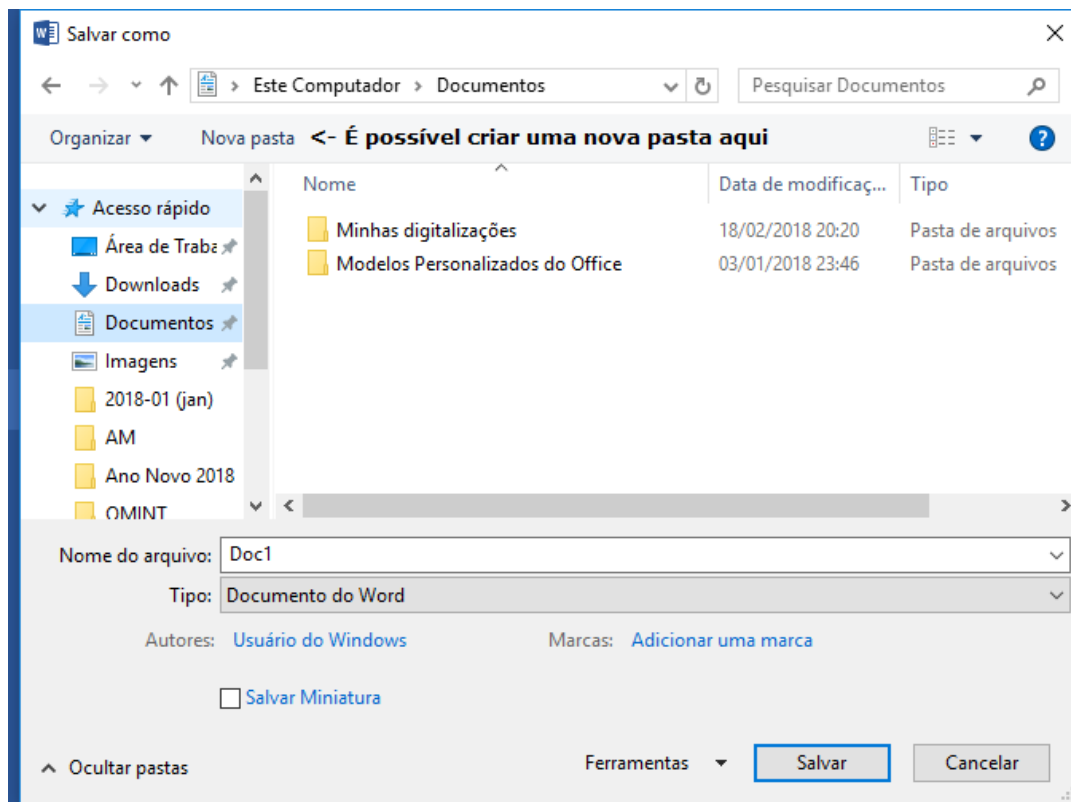 Salvar como
Este Computador > Documentos
Pesquisar Documentos
Organizar
Nova pasta <- É possível criar uma nova pasta aqui
?
Nome
Data de modificaç...
Tipo
Acesso rápido
Área de Traba
Downloads
Documentos
Imagens
2018-01 (jan)
AM
Ano Novo 2018
OMINT
Minhas digitalizações 18/02/2018 20:20 Pasta de arquivos
Modelos Personalizados do Office 03/01/2018 23:46 Pasta de arquivos
Nome do arquivo: Doc1
Tipo: Documento do Word
Autores: Usuário do Windows Marcas: Adicionar uma marca
Salvar Miniatura
Ocultar pastas
Ferramentas
Salvar
Cancelar